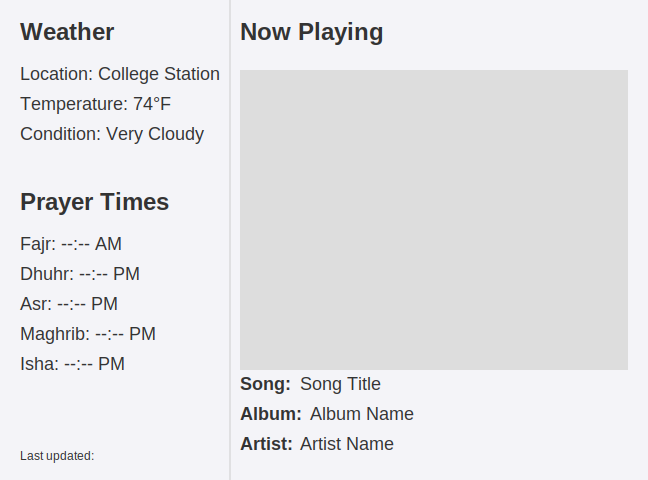 Weather
Location: College Station
Temperature: 74°F
Condition: Very Cloudy
Prayer Times
Fajr: --:-- AM
Dhuhr: --:-- PM
Asr: --:-- PM
Maghrib: --:-- PM
Isha: --:-- PM
Last updated:
Now Playing
Song: Song Title
Album: Album Name
Artist: Artist Name